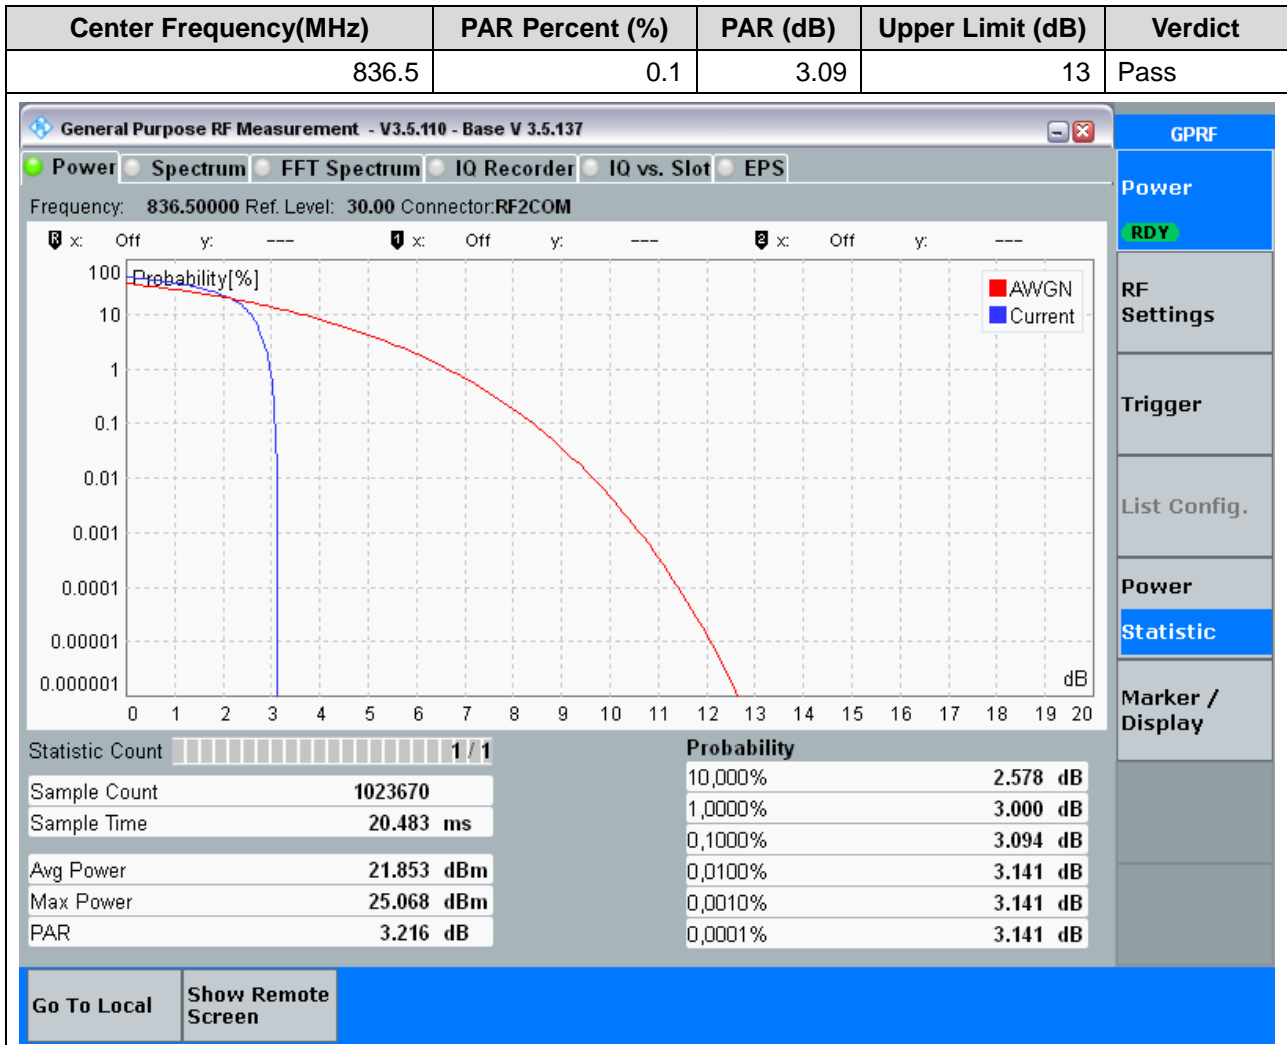 Center Frequency(MHz) PAR Percent (%) PAR (dB) Upper Limit (dB) Verdict
836.5 0.1 3.09 13 Pass
General Purpose RF Measurement - V3.5.110 - Base V 3.5.137
GPRF
Power Spectrum FFT Spectrum IQ Recorder IQ vs. Slot EPS
Frequency: 836.50000 Ref. Level: 30.00 Connector:RF2COM
R x: Off y: --- 1 x: Off y: --- 2 x: Off y: ---
Probability[%]
AWGN
Current
100
10
1
0.1
0.01
0.001
0.0001
0.00001
0.000001
dB
0 1 2 3 4 5 6 7 8 9 10 11 12 13 14 15 16 17 18 19 20
Statistic Count 1 / 1
Sample Count 1023670
Sample Time 20.483 ms
Avg Power 21.853 dBm
Max Power 25.068 dBm
PAR 3.216 dB
Probability
10,000% 2.578 dB
1,0000% 3.000 dB
0,1000% 3.094 dB
0,0100% 3.141 dB
0,0010% 3.141 dB
0,0001% 3.141 dB
Power
RDY
RF
Settings
Trigger
List Config.
Power
Statistic
Marker /
Display
Go To Local
Show Remote
Screen